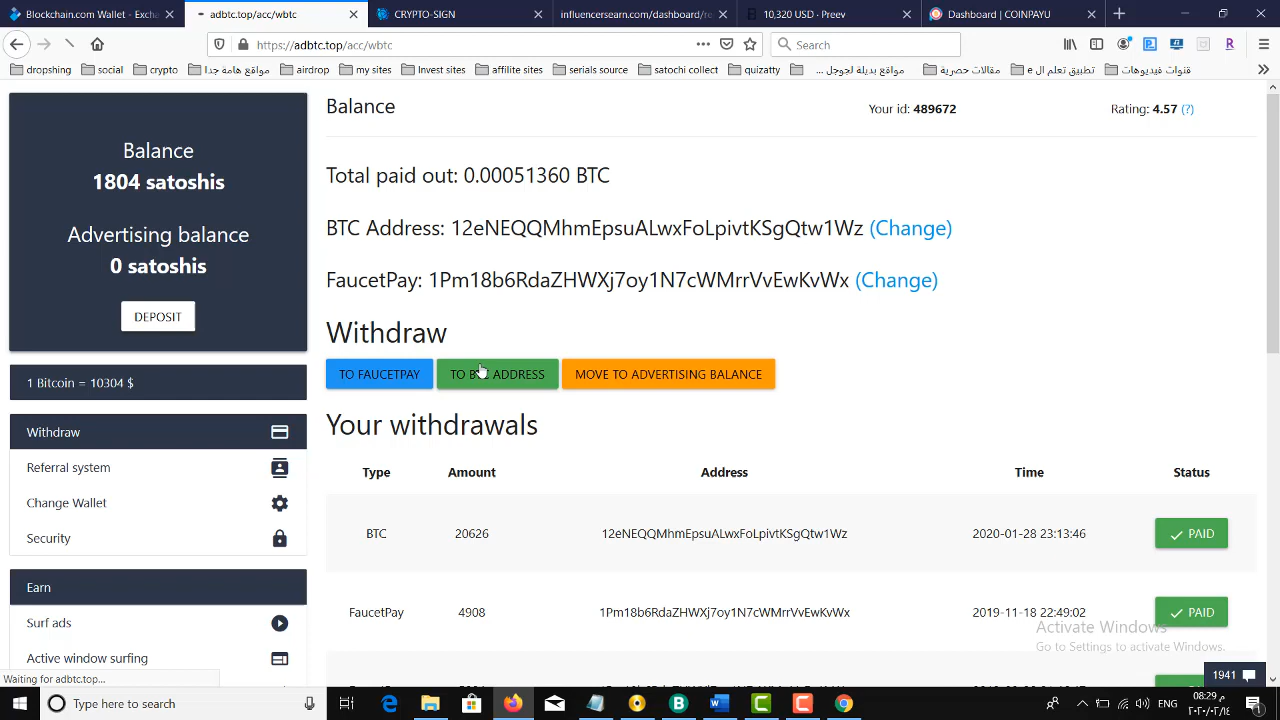 Blockchain.com Wallet - Exch
adbtc.top/acc/wbtc
CRYPTO-SIGN
influencersearn.com/dashboard/re
10,320 USD · Preev
Dashboard | COINPAYU
https://adbtc.top/acc/wbtc
Search
dropshing
social
crypto
مواقع هامة جدا
airdrop
my sites
Invest sites
affilite sites
serials source
satochi collect
quizatty
مواقع بديلة لجوجل ...
مقالات حصرية
تطبيق تعلم ال e
قنوات فيديوهات
Balance
1804 satoshis
Advertising balance
0 satoshis
DEPOSIT
1 Bitcoin = 10304 $
Withdraw
Referral system
Change Wallet
Security
Earn
Surf ads
Active window surfing
Waiting for adbtc.top...
Balance
Your id: 489672
Rating: 4.57 (?)
Total paid out: 0.00051360 BTC
BTC Address: 12eNEQQMhmEpsuALwxFoLpivtKSgQtw1Wz (Change)
FaucetPay: 1Pm18b6RdaZHWXj7oy1N7cWMrrVvEwKvWx (Change)
Withdraw
TO FAUCETPAY
TO BTC ADDRESS
MOVE TO ADVERTISING BALANCE
Your withdrawals
Type Amount Address Time Status
BTC 20626 12eNEQQMhmEpsuALwxFoLpivtKSgQtw1Wz 2020-01-28 23:13:46 PAID
FaucetPay 4908 1Pm18b6RdaZHWXj7oy1N7cWMrrVvEwKvWx 2019-11-18 22:49:02 PAID
Activate Windows
Go to Settings to activate Windows.
1941
Type here to search
08:29 ص